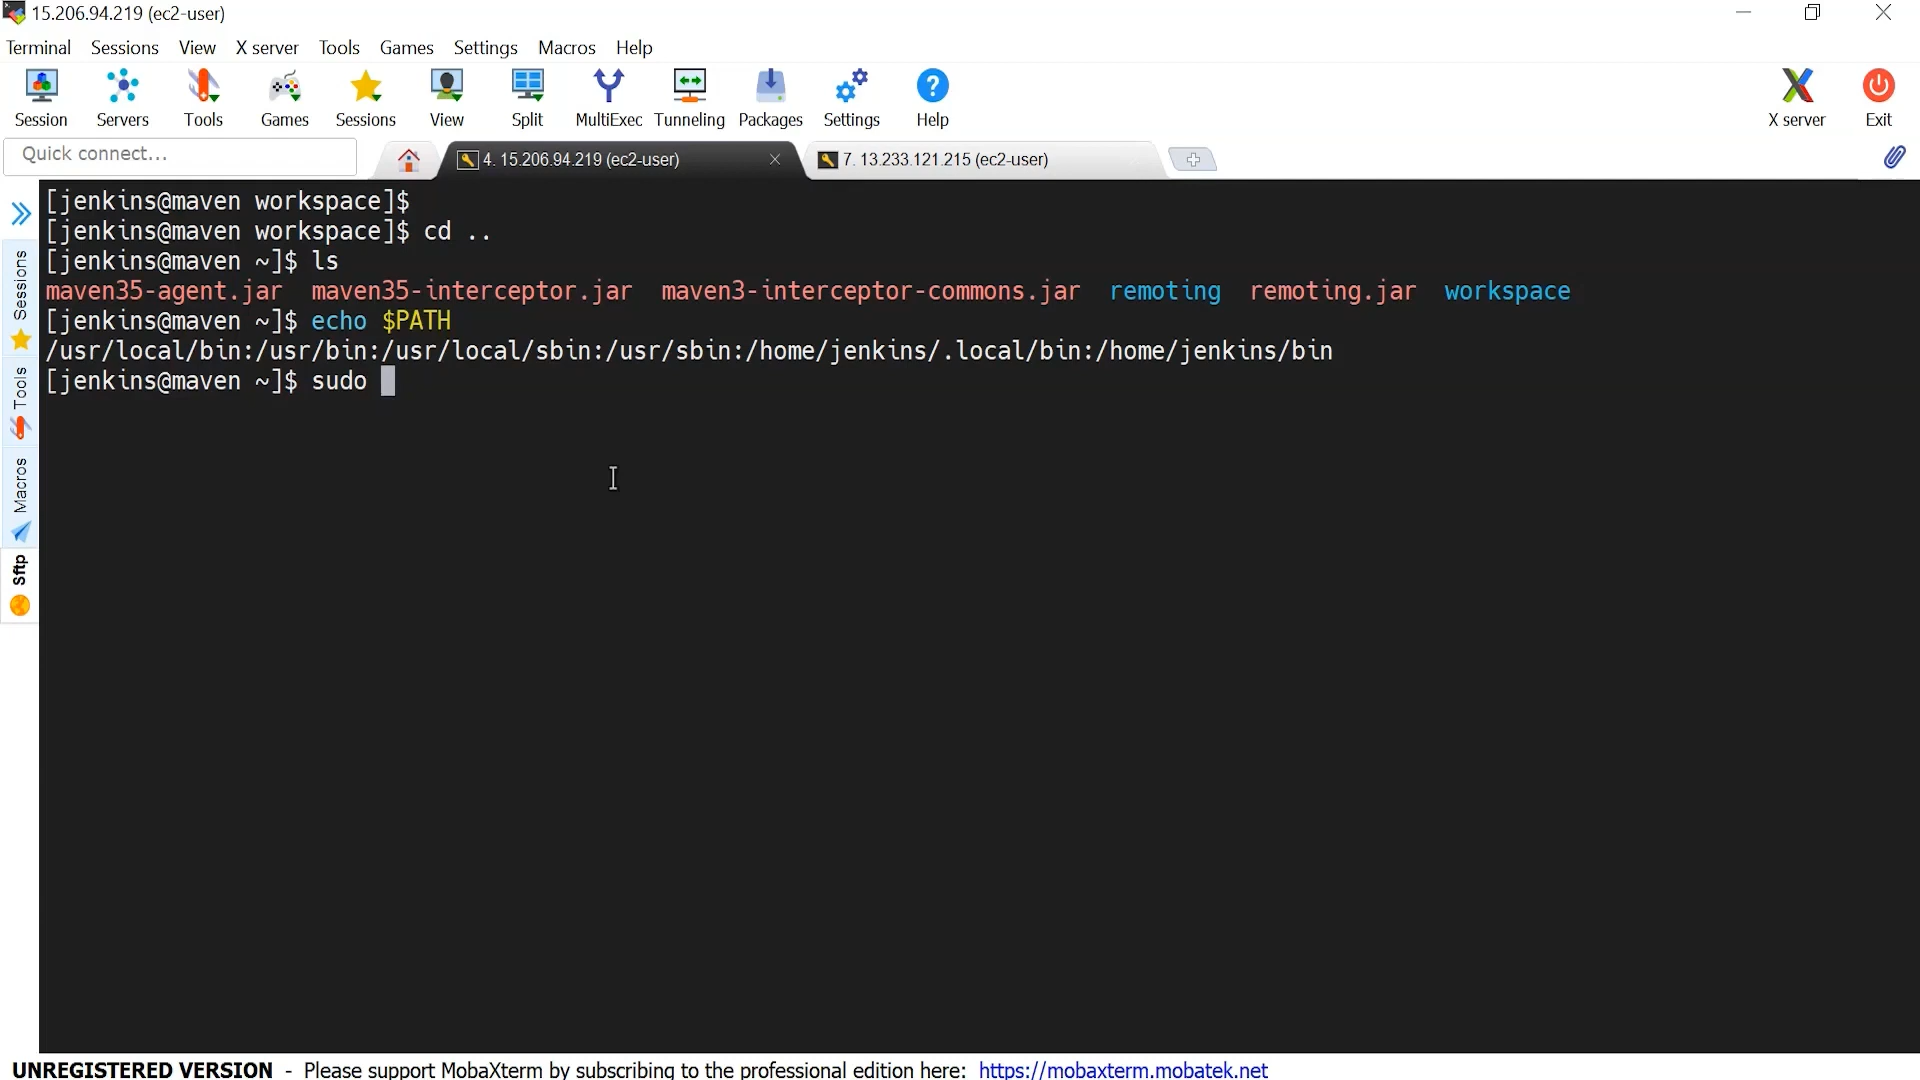 15.206.94.219 (ec2-user)
Terminal Sessions View X server Tools Games Settings Macros Help
Session Servers Tools Games Sessions View Split MultiExec Tunneling Packages Settings Help X server Exit
Quick connect... 4. 15.206.94.219 (ec2-user) 7. 13.233.121.215 (ec2-user)
[jenkins@maven workspace]$
[jenkins@maven workspace]$ cd ..
[jenkins@maven ~]$ ls
maven35-agent.jar maven35-interceptor.jar maven3-interceptor-commons.jar remoting remoting.jar workspace
[jenkins@maven ~]$ echo $PATH
/usr/local/bin:/usr/bin:/usr/local/sbin:/usr/sbin:/home/jenkins/.local/bin:/home/jenkins/bin
[jenkins@maven ~]$ sudo
Sessions
Tools
Macros
Sftp
UNREGISTERED VERSION - Please support MobaXterm by subscribing to the professional edition here: https://mobaxterm.mobatek.net